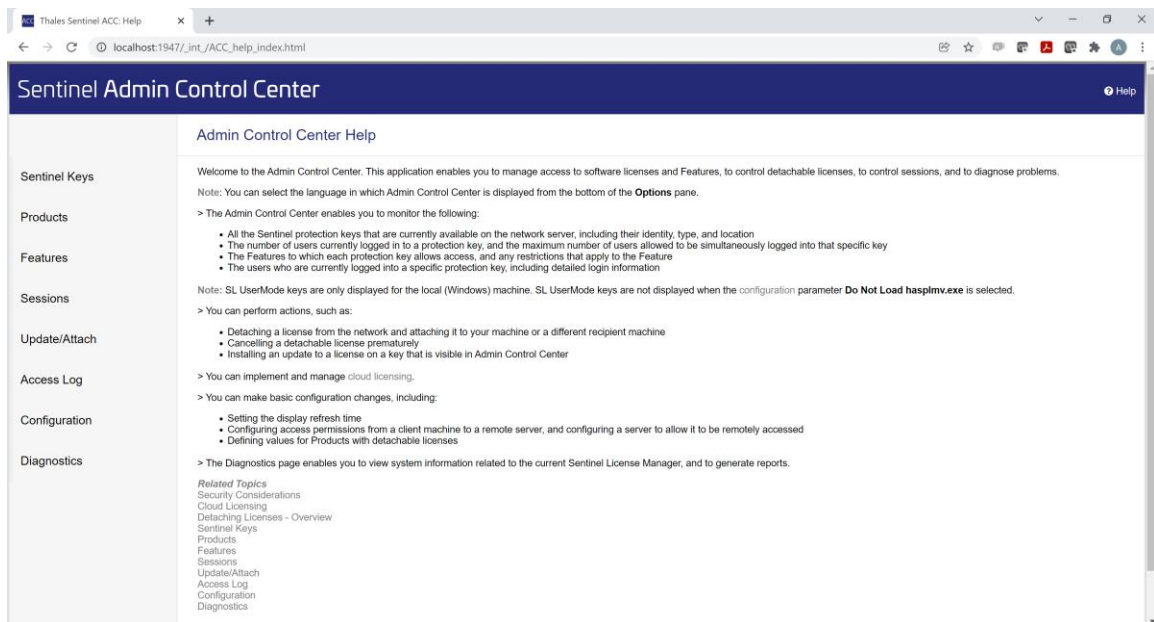 ACC Thales Sentinel ACC: Help
localhost:1947/_int_/ACC_help_index.html
A
Sentinel Admin Control Center
Help
Admin Control Center Help
Sentinel Keys
Products
Features
Sessions
Update/Attach
Access Log
Configuration
Diagnostics
Welcome to the Admin Control Center. This application enables you to manage access to software licenses and Features, to control detachable licenses, to control sessions, and to diagnose problems.
Note: You can select the language in which Admin Control Center is displayed from the bottom of the Options pane.
> The Admin Control Center enables you to monitor the following:
• All the Sentinel protection keys that are currently available on the network server, including their identity, type, and location
• The number of users currently logged in to a protection key, and the maximum number of users allowed to be simultaneously logged into that specific key
• The Features to which each protection key allows access, and any restrictions that apply to the Feature
• The users who are currently logged into a specific protection key, including detailed login information
Note: SL UserMode keys are only displayed for the local (Windows) machine. SL UserMode keys are not displayed when the configuration parameter Do Not Load hasplmv.exe is selected.
> You can perform actions, such as:
• Detaching a license from the network and attaching it to your machine or a different recipient machine
• Cancelling a detachable license prematurely
• Installing an update to a license on a key that is visible in Admin Control Center
> You can implement and manage cloud licensing.
> You can make basic configuration changes, including:
• Setting the display refresh time
• Configuring access permissions from a client machine to a remote server, and configuring a server to allow it to be remotely accessed
• Defining values for Products with detachable licenses
> The Diagnostics page enables you to view system information related to the current Sentinel License Manager, and to generate reports.
Related Topics
Security Considerations
Cloud Licensing
Detaching Licenses - Overview
Sentinel Keys
Products
Features
Sessions
Update/Attach
Access Log
Configuration
Diagnostics